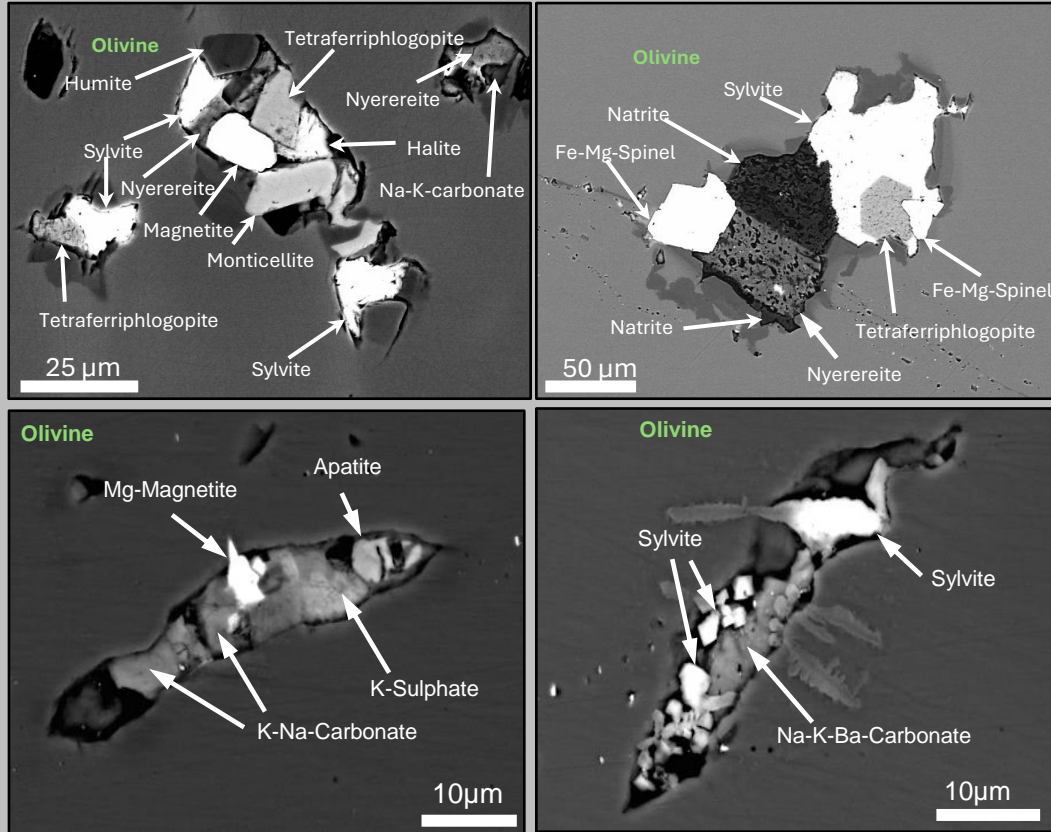 Olivine
Tetraferriphlogopite
Humite
Nyerereite
Sylvite
Halite
Nyerereite
Na-K-carbonate
Magnetite
Monticellite
Tetraferriphlogopite
Sylvite
25 µm
Olivine
Sylvite
Natrite
Fe-Mg-Spinel
Fe-Mg-Spinel
Natrite
Tetraferriphlogopite
Nyerereite
50 µm
Olivine
Apatite
Mg-Magnetite
K-Sulphate
K-Na-Carbonate
10µm
Olivine
Sylvite
Sylvite
Na-K-Ba-Carbonate
10µm